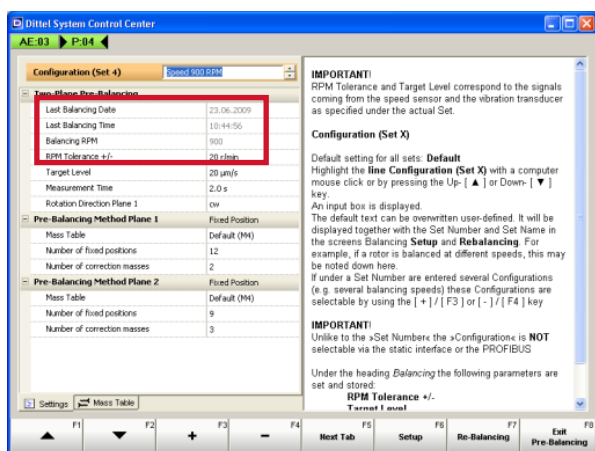 Dittel System Control Center
AE:03 P:04
Configuration (Set 4) Speed 900 RPM
Two-Plane Pre-Balancing
Last Balancing Date 23.06.2009
Last Balancing Time 10:44:56
Balancing RPM 900
RPM Tolerance +/- 20 r/min
Target Level 20 µm/s
Measurement Time 2.0 s
Rotation Direction Plane 1 cw
Pre-Balancing Method Plane 1 Fixed Position
Mass Table Default (M4)
Number of fixed positions 12
Number of correction masses 2
Pre-Balancing Method Plane 2 Fixed Position
Mass Table Default (M4)
Number of fixed positions 9
Number of correction masses 3
Settings Mass Table
IMPORTANT!
RPM Tolerance and Target Level correspond to the signals
coming from the speed sensor and the vibration transducer
as specified under the actual Set.
Configuration (Set X)
Default setting for all sets: Default
Highlight the line Configuration (Set X) with a computer
mouse click or by pressing the Up- [ ▲ ] or Down- [ ▼ ]
key.
An input box is displayed.
The default text can be overwritten user-defined. It will be
displayed together with the Set Number and Set Name in
the screens Balancing Setup and Rebalancing. For
example, if a rotor is balanced at different speeds, this may
be noted down here.
If under a Set Number are entered several Configurations
(e.g. several balancing speeds) these Configurations are
selectable by using the [ + ] / [ F3 ] or [ - ] / [ F4 ] key
IMPORTANT!
Unlike to the »Set Number« the »Configuration« is NOT
selectable via the static interface or the PROFIBUS
Under the heading Balancing the following parameters are
set and stored:
RPM Tolerance +/-
Target Level
F1 F2 F3 F4 F5 F6 F7 F8
+ - Next Tab Setup Re-Balancing Exit
Pre-Balancing